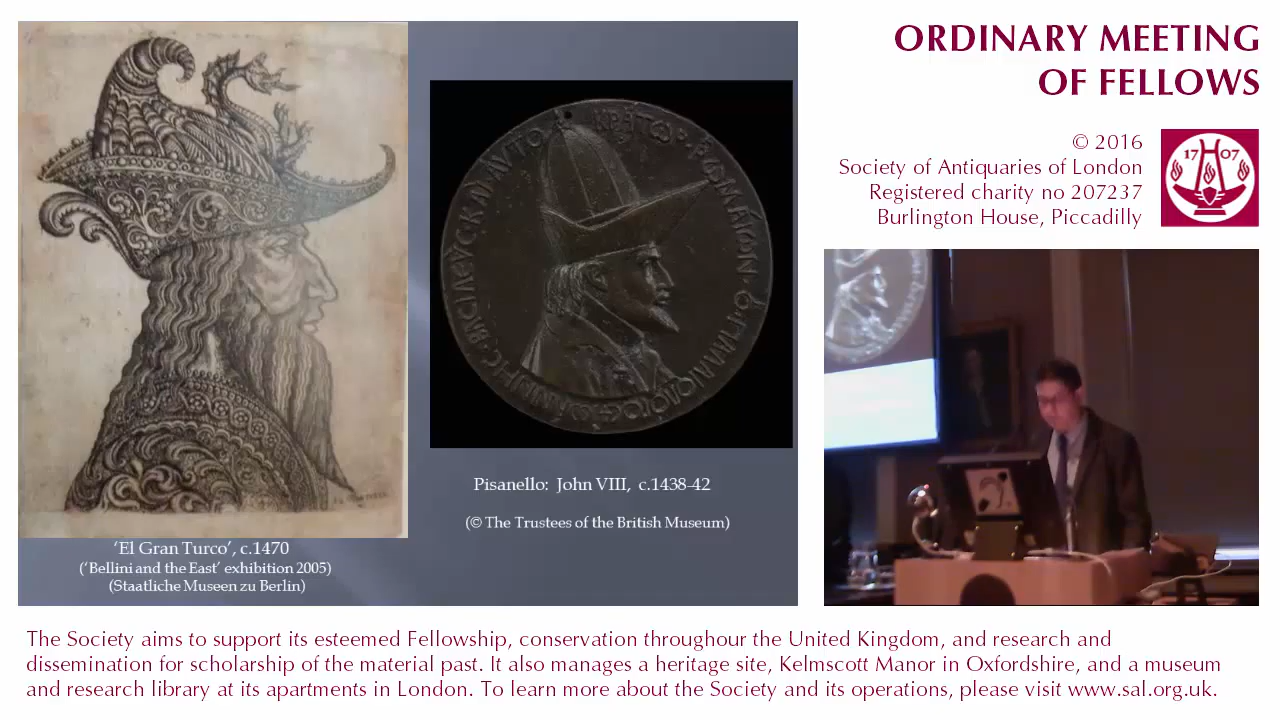 ORDINARY MEETING
OF FELLOWS
© 2016
Society of Antiquaries of London
Registered charity no 207237
Burlington House, Piccadilly
17 07
Pisanello: John VIII, c.1438-42
(© The Trustees of the British Museum)
'El Gran Turco', c.1470
('Bellini and the East' exhibition 2005)
(Staatliche Museen zu Berlin)
The Society aims to support its esteemed Fellowship, conservation throughour the United Kingdom, and research and
dissemination for scholarship of the material past. It also manages a heritage site, Kelmscott Manor in Oxfordshire, and a museum
and research library at its apartments in London. To learn more about the Society and its operations, please visit www.sal.org.uk.